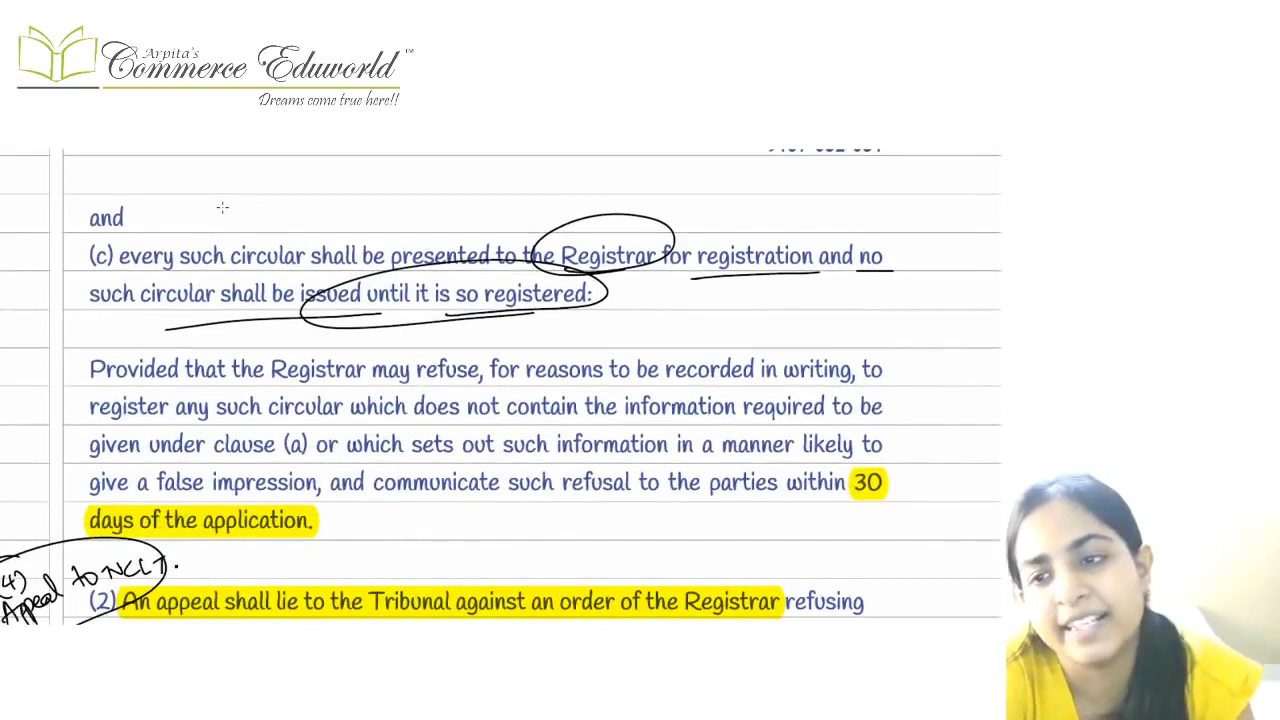 Arpita's
Commerce Eduworld™
Dreams come true here!!
and
(c) every such circular shall be presented to the Registrar for registration and no
such circular shall be issued until it is so registered:
Provided that the Registrar may refuse, for reasons to be recorded in writing, to
register any such circular which does not contain the information required to be
given under clause (a) or which sets out such information in a manner likely to
give a false impression, and communicate such refusal to the parties within 30
days of the application.
(4)
Appeal to NCLT.
(2) An appeal shall lie to the Tribunal against an order of the Registrar refusing